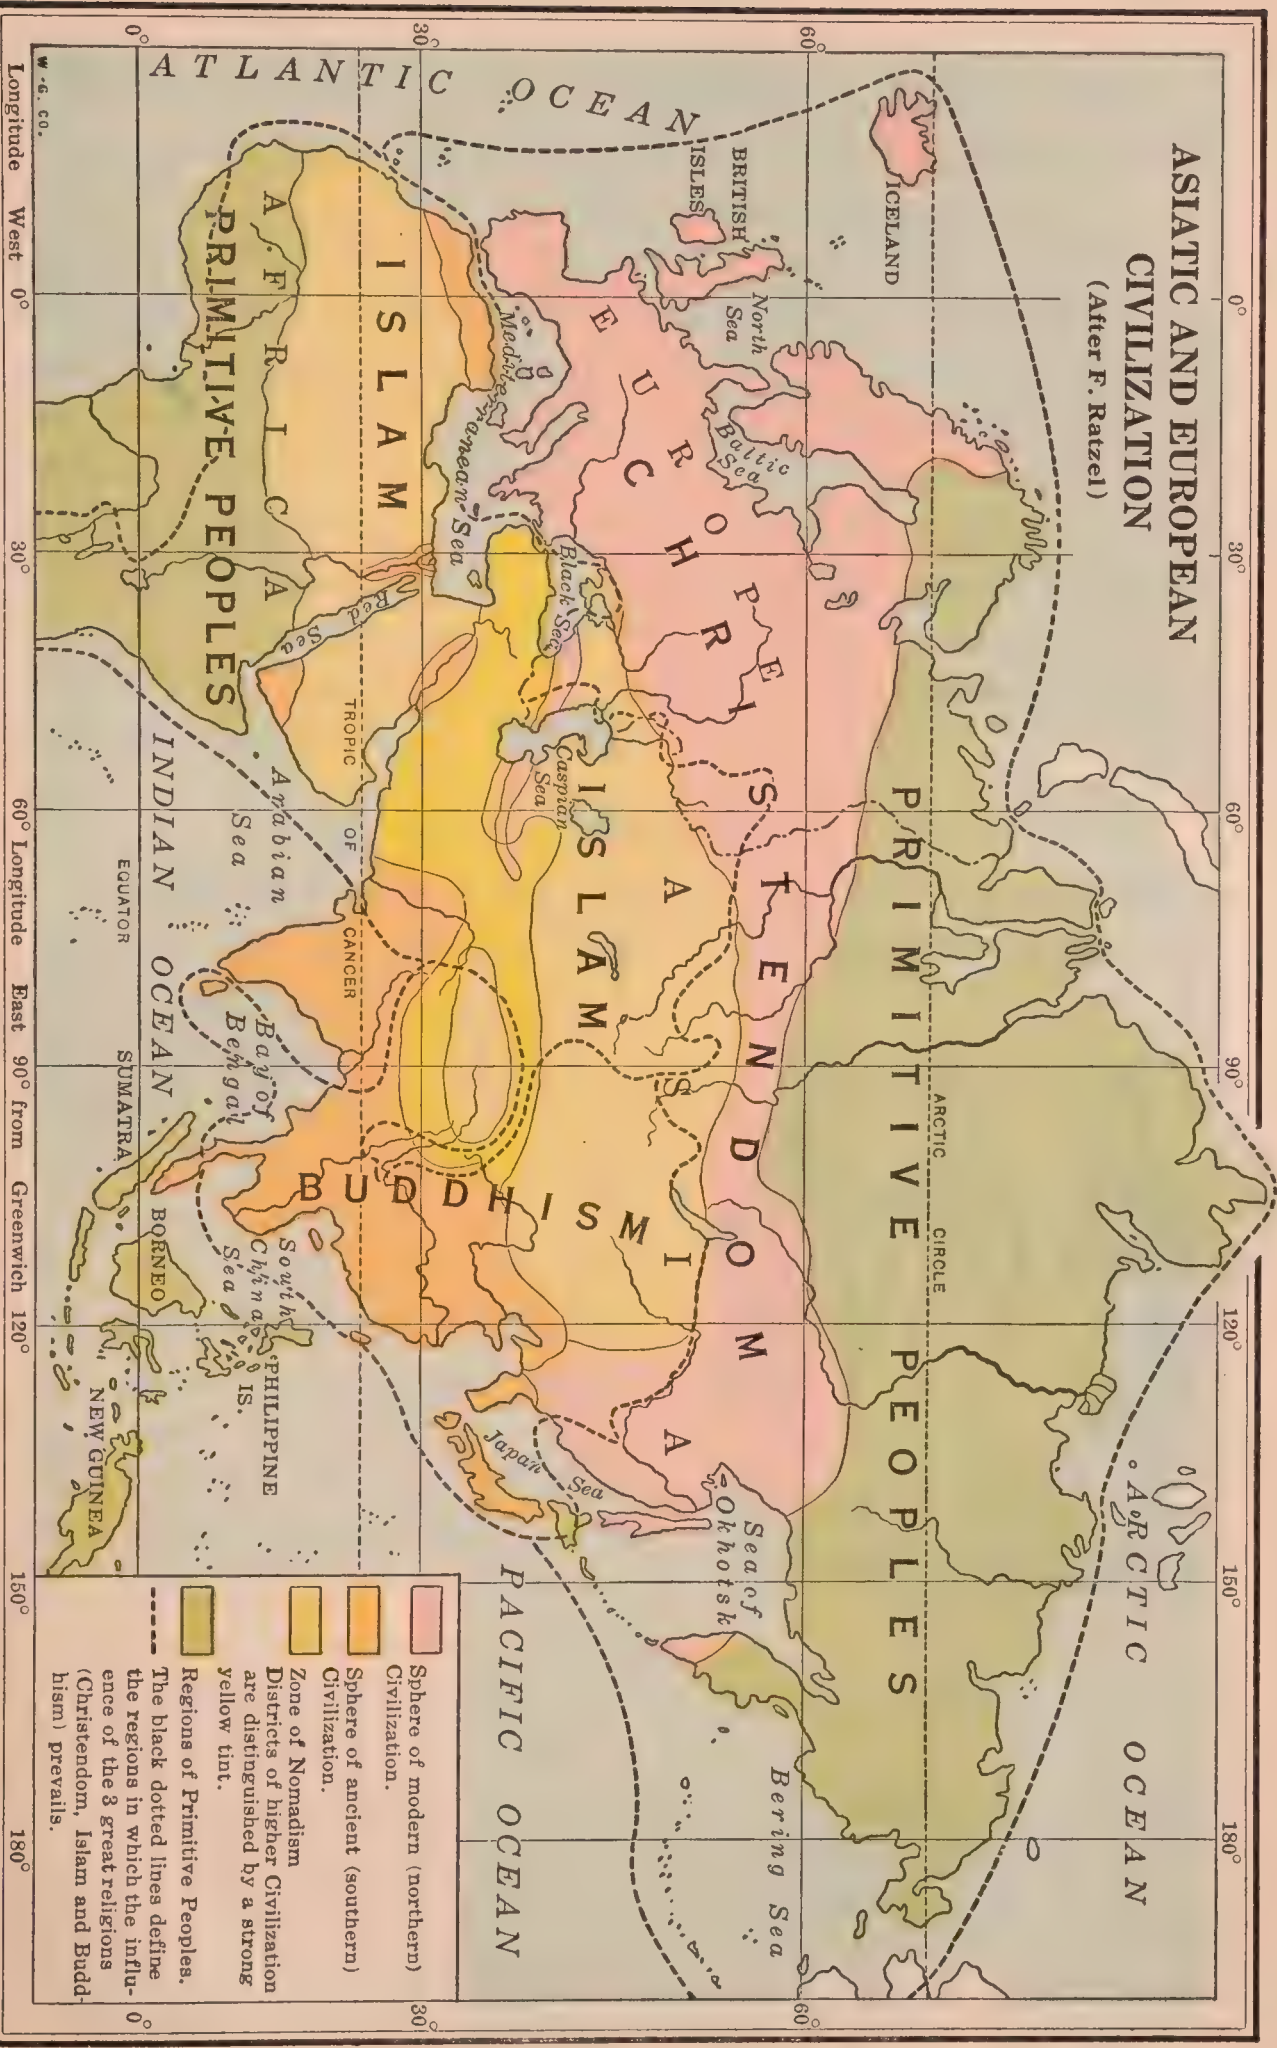 ASIATIC AND EUROPEAN
CIVILIZATION
(After F. Ratzel)
0°
30°
60°
90°
120°
150°
180°
60°
30°
0°
60°
30°
0°
ATLANTIC OCEAN
ICELAND
BRITISH
ISLES
North
Sea
Baltic
Sea
EUROPE
CHRISTENDOM
PRIMITIVE PEOPLES
ARCTIC CIRCLE
ARCTIC OCEAN
Mediterranean Sea
Black Sea
Caspian
Sea
ISLAM
ASIA
ISLAM
AFRICA
PRIMITIVE PEOPLES
Red
Sea
TROPIC OF CANCER
Arabian
Sea
INDIAN OCEAN
EQUATOR
Bay of
Bengal
BUDDHISM
SUMATRA
BORNEO
South
China
Sea
PHILIPPINE
IS.
NEW GUINEA
Japan Sea
Sea of
Okhotsk
Bering Sea
PACIFIC OCEAN
Sphere of modern (northern)
Civilization.
Sphere of ancient (southern)
Civilization.
Zone of Nomadism
Districts of higher Civilization
are distinguished by a strong
yellow tint.
Regions of Primitive Peoples.
The black dotted lines define
the regions in which the influ-
ence of the 3 great religions
(Christendom, Islam and Budd-
hism) prevails.
W.-G. CO.
Longitude West 0° 30° 60° Longitude East 90° from Greenwich 120° 150° 180°